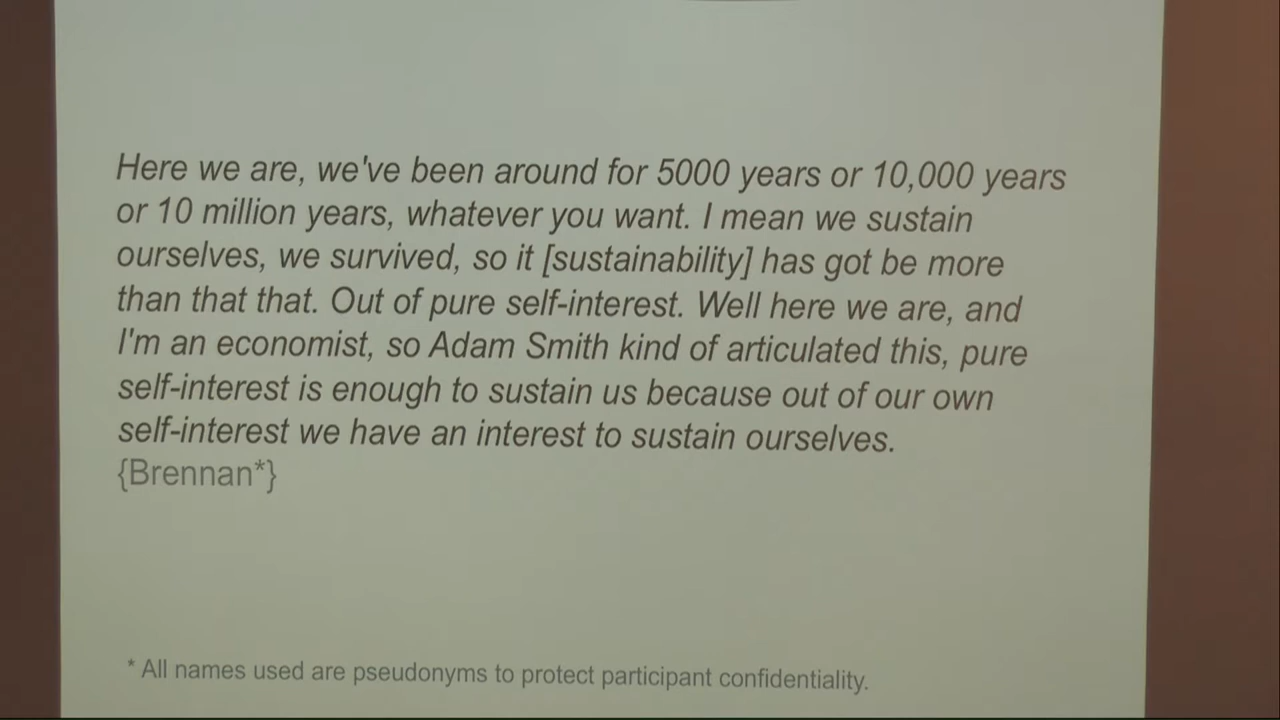 Here we are, we've been around for 5000 years or 10,000 years
or 10 million years, whatever you want. I mean we sustain
ourselves, we survived, so it [sustainability] has got be more
than that that. Out of pure self-interest. Well here we are, and
I'm an economist, so Adam Smith kind of articulated this, pure
self-interest is enough to sustain us because out of our own
self-interest we have an interest to sustain ourselves.
{Brennan*}
* All names used are pseudonyms to protect participant confidentiality.